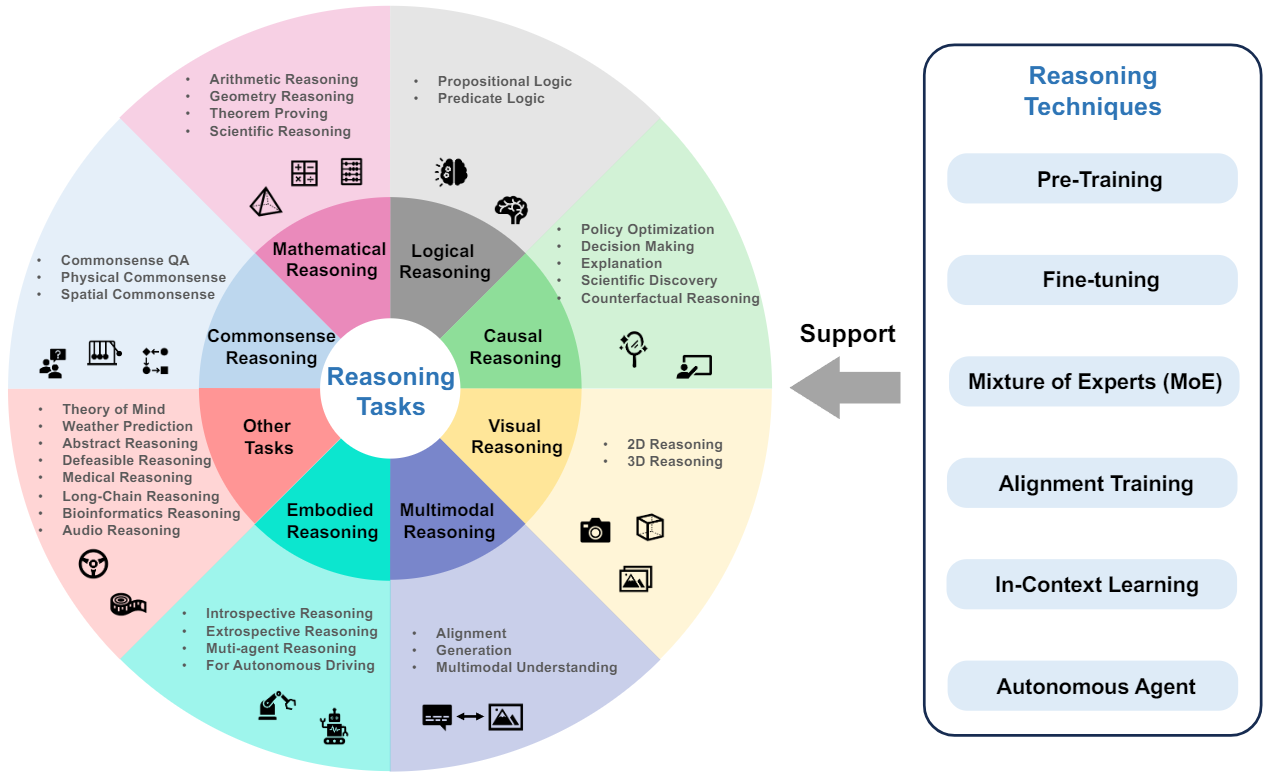 • Arithmetic Reasoning
• Geometry Reasoning
• Theorem Proving
• Scientific Reasoning
Mathematical
Reasoning
• Propositional Logic
• Predicate Logic
Logical
Reasoning
• Policy Optimization
• Decision Making
• Explanation
• Scientific Discovery
• Counterfactual Reasoning
Causal
Reasoning
• 2D Reasoning
• 3D Reasoning
Visual
Reasoning
• Alignment
• Generation
• Multimodal Understanding
Multimodal
Reasoning
• Introspective Reasoning
• Extrospective Reasoning
• Muti-agent Reasoning
• For Autonomous Driving
Embodied
Reasoning
• Theory of Mind
• Weather Prediction
• Abstract Reasoning
• Defeasible Reasoning
• Medical Reasoning
• Long-Chain Reasoning
• Bioinformatics Reasoning
• Audio Reasoning
Other
Tasks
• Commonsense QA
• Physical Commonsense
• Spatial Commonsense
?
Commonsense
Reasoning
Reasoning
Tasks
Support
Reasoning
Techniques
Pre-Training
Fine-tuning
Mixture of Experts (MoE)
Alignment Training
In-Context Learning
Autonomous Agent